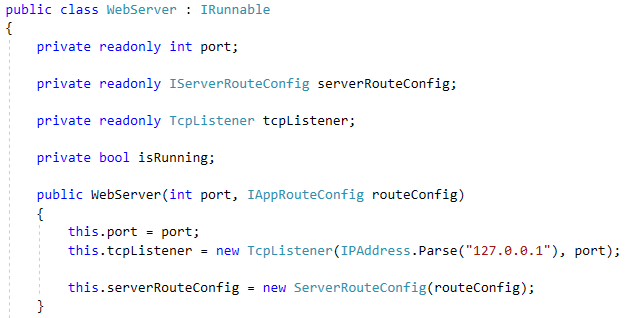 public class WebServer : IRunnable
{
    private readonly int port;

    private readonly IServerRouteConfig serverRouteConfig;

    private readonly TcpListener tcpListener;

    private bool isRunning;

    public WebServer(int port, IAppRouteConfig routeConfig)
    {
        this.port = port;
        this.tcpListener = new TcpListener(IPAddress.Parse("127.0.0.1"), port);

        this.serverRouteConfig = new ServerRouteConfig(routeConfig);
    }